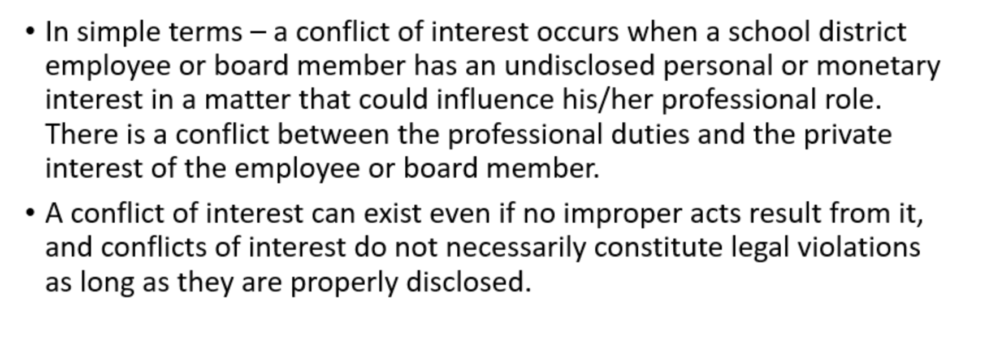 • In simple terms – a conflict of interest occurs when a school district
employee or board member has an undisclosed personal or monetary
interest in a matter that could influence his/her professional role.
There is a conflict between the professional duties and the private
interest of the employee or board member.
• A conflict of interest can exist even if no improper acts result from it,
and conflicts of interest do not necessarily constitute legal violations
as long as they are properly disclosed.